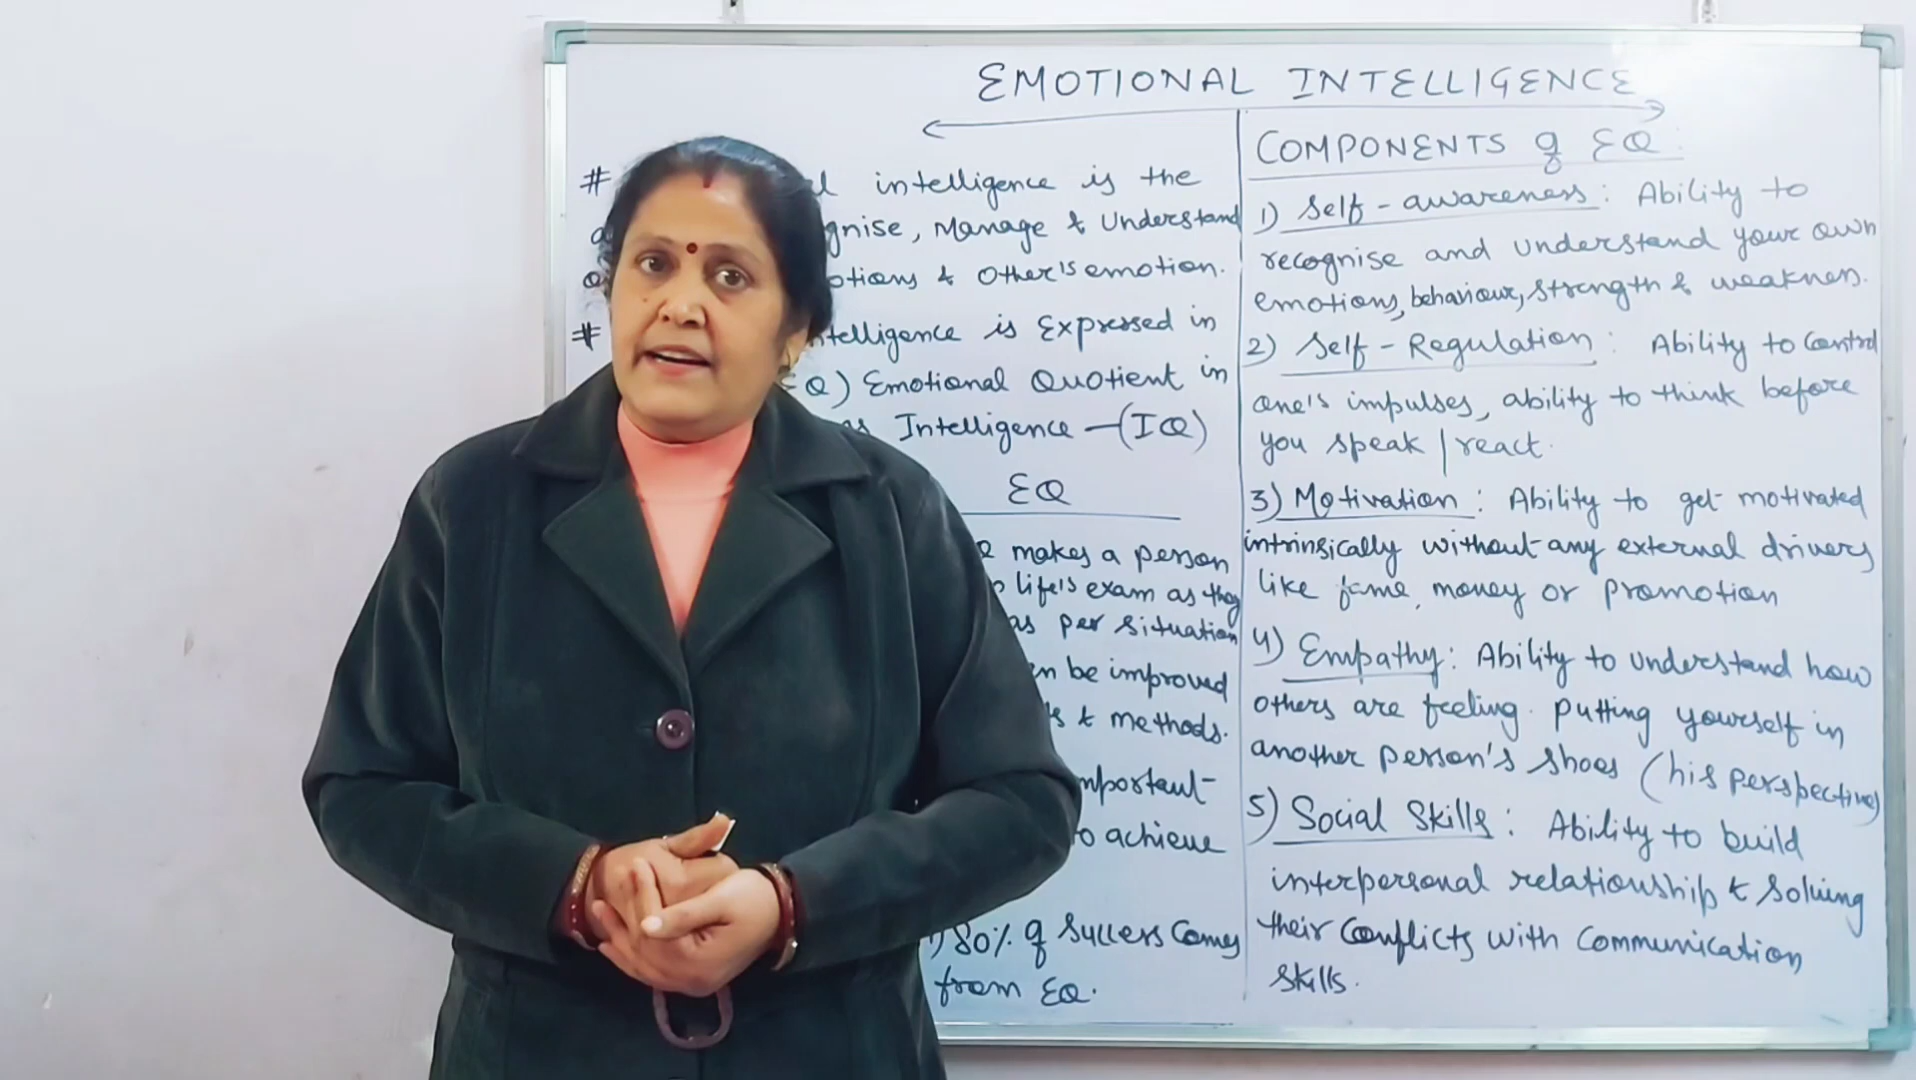 EMOTIONAL INTELLIGENCE
# intelligence is the
Manage & Understand
& Other's emotion.
# is Expressed in
Emotional Quotient in
Intelligence - (IQ)
EQ
makes a person
life's exam as they
as per situation
be improved
& methods.
to achieve
80% of Success Comes
from EQ.
COMPONENTS of EQ:
1) Self-awareness: Ability to
recognise and understand your own
emotions, behaviour, strength & weakness.
2) Self-Regulation: Ability to Control
one's impulses, ability to think before
you speak / react.
3) Motivation: Ability to get motivated
intrinsically without any external drivers
like fame, money or promotion
4) Empathy: Ability to understand how
others are feeling. Putting yourself in
another person's shoes (his perspective)
5) Social Skills: Ability to build
interpersonal relationship & solving
their Conflicts with Communication
skills.